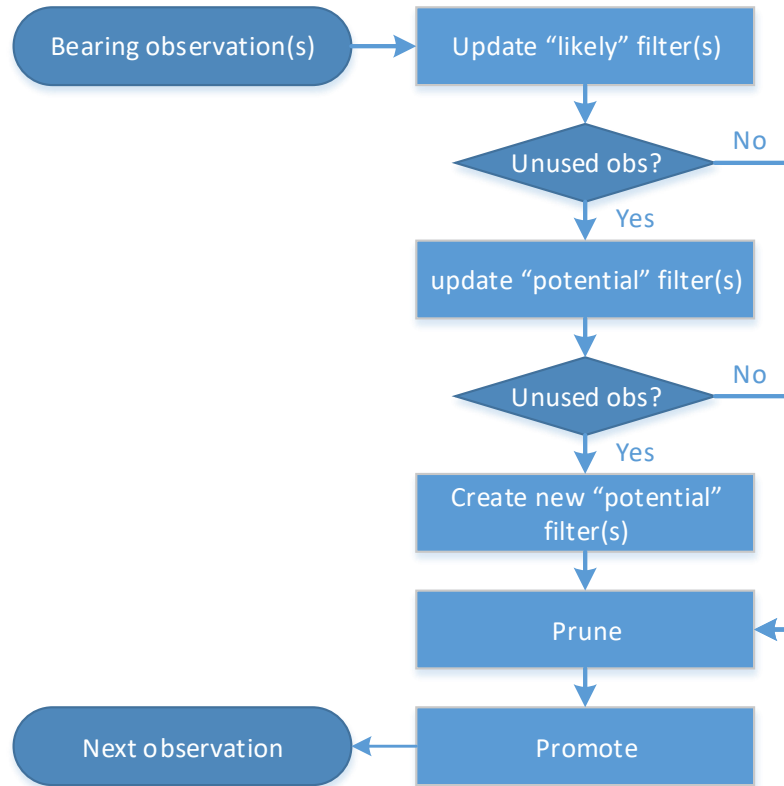 Bearing observation(s)
Update “likely” filter(s)
Unused obs?
No
Yes
update “potential” filter(s)
Unused obs?
No
Yes
Create new “potential”
filter(s)
Prune
Next observation
Promote